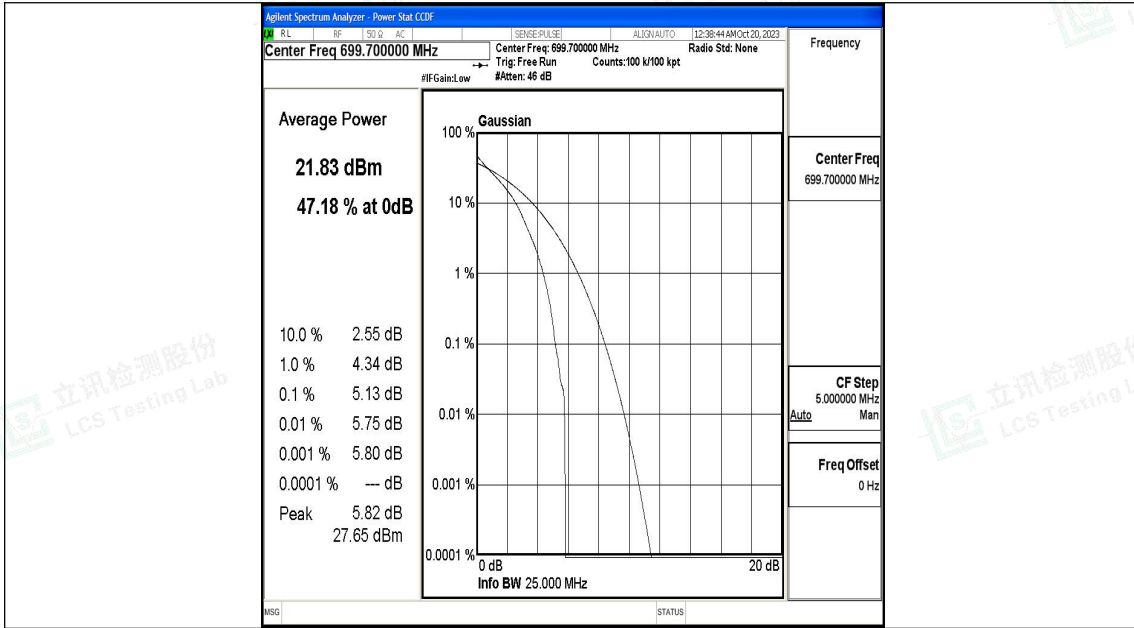 Agilent Spectrum Analyzer - Power Stat CCDF
LXI RL RF 50 Ω AC SENSE:PULSE ALIGN AUTO 12:38:44 AM Oct 20, 2023
Center Freq 699.700000 MHz
Center Freq: 699.700000 MHz Radio Std: None
Trig: Free Run Counts:100 k/100 kpt
#IFGain:Low #Atten: 46 dB
Frequency
Average Power
21.83 dBm
47.18 % at 0dB
10.0 % 2.55 dB
1.0 % 4.34 dB
0.1 % 5.13 dB
0.01 % 5.75 dB
0.001 % 5.80 dB
0.0001 % --- dB
Peak 5.82 dB
27.65 dBm
Gaussian
100 %
10 %
1 %
0.1 %
0.01 %
0.001 %
0.0001 %
0 dB 20 dB
Info BW 25.000 MHz
Center Freq
699.700000 MHz
CF Step
5.000000 MHz
Auto Man
Freq Offset
0 Hz
MSG STATUS
立讯检测股份
LCS Testing Lab
立讯检测股份
LCS Testing L